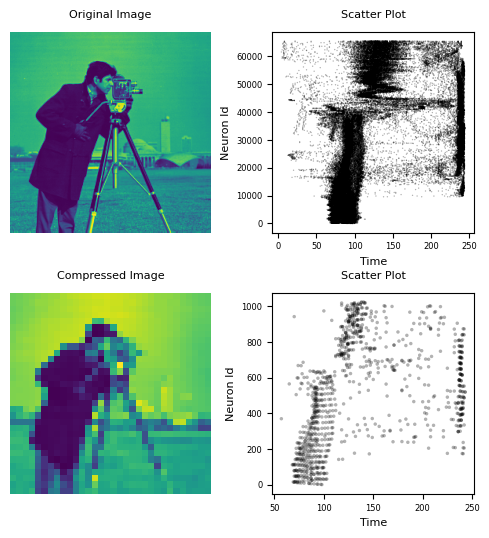 Original Image
Scatter Plot
Neuron Id
60000
50000
40000
30000
20000
10000
0
0 50 100 150 200 250
Time
Compressed Image
Scatter Plot
Neuron Id
1000
800
600
400
200
0
50 100 150 200 250
Time